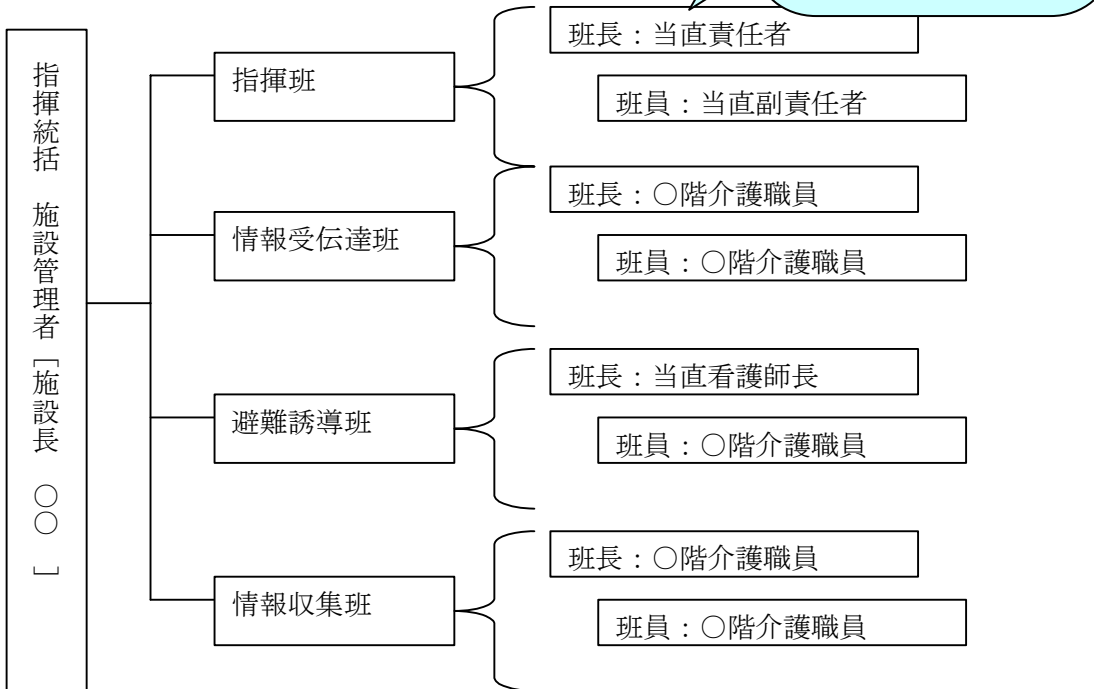 指揮統括　施設管理者［施設長　○○　］
指揮班
班長：当直責任者
班員：当直副責任者
情報受伝達班
班長：○階介護職員
班員：○階介護職員
避難誘導班
班長：当直看護師長
班員：○階介護職員
情報収集班
班長：○階介護職員
班員：○階介護職員